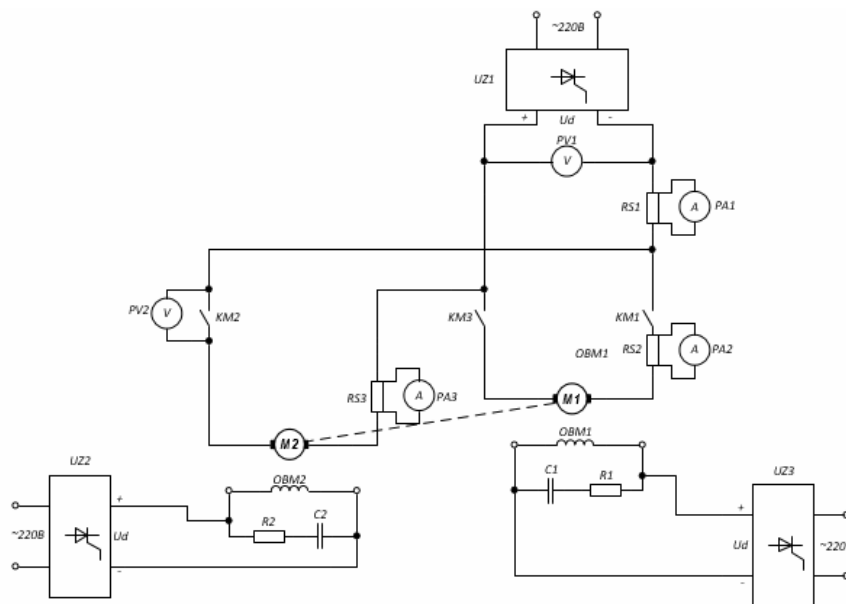 ~220В
UZ1
+
Ud
-
PV1
V
RS1
A
PA1
PV2
V
KM2
KM3
KM1
OBM1
RS2
A
PA2
RS3
A
PA3
M1
M2
OBM1
C1
R1
UZ2
~220В
+
Ud
-
OBM2
R2
C2
UZ3
+
Ud
-
~220